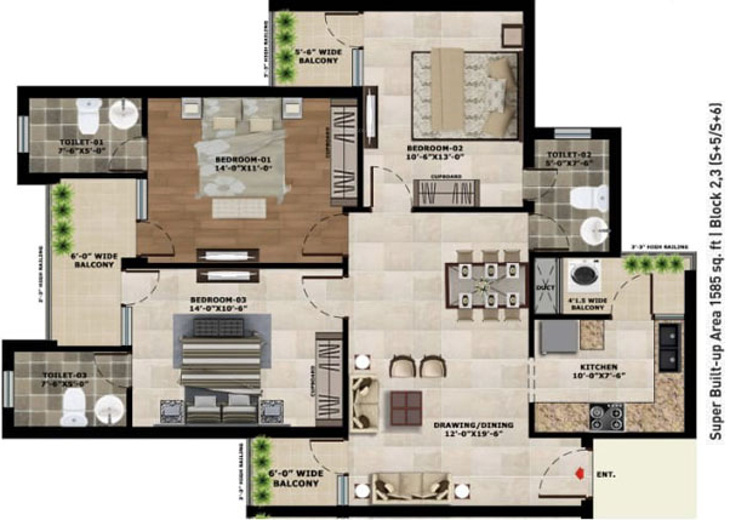 3'-3" HIGH RAILING
5'-6" WIDE
BALCONY
TOILET-01
7'-6"X5'-0"
BEDROOM-01
14'-0"X11'-0"
CUPBOARD
BEDROOM-02
10'-6"X13'-0"
CUPBOARD
TOILET-02
5'-0"X7'-6"
3'-3" HIGH RAILING
6'-0" WIDE
BALCONY
3'-3" HIGH RAILING
DUCT
4'1.5 WIDE
BALCONY
BEDROOM-03
14'-0"X10'-6"
CUPBOARD
TOILET-03
7'-6"X5'-0"
KITCHEN
10'-0"X7'-6"
DRAWING/DINING
12'-0"X19'-6"
3'-3" HIGH RAILING
6'-0" WIDE
BALCONY
ENT.
Super Built-up Area 1585 sq. ft | Block 2,3 (S+5/S+6)